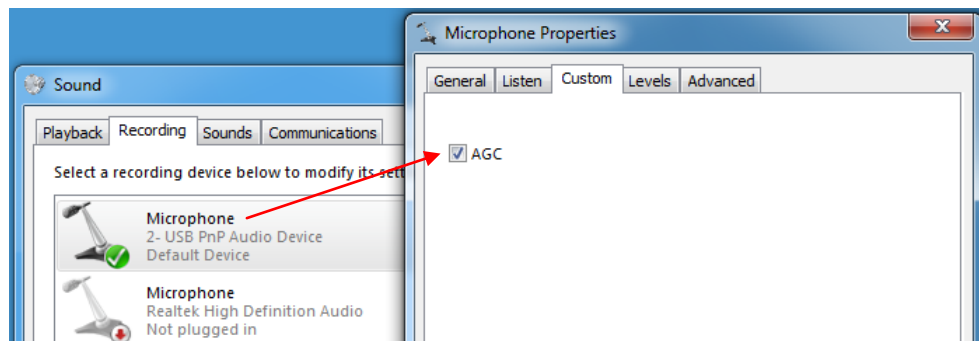 Microphone Properties
General Listen Custom Levels Advanced
AGC
Sound
Playback Recording Sounds Communications
Select a recording device below to modify its sett
Microphone
2- USB PnP Audio Device
Default Device
Microphone
Realtek High Definition Audio
Not plugged in